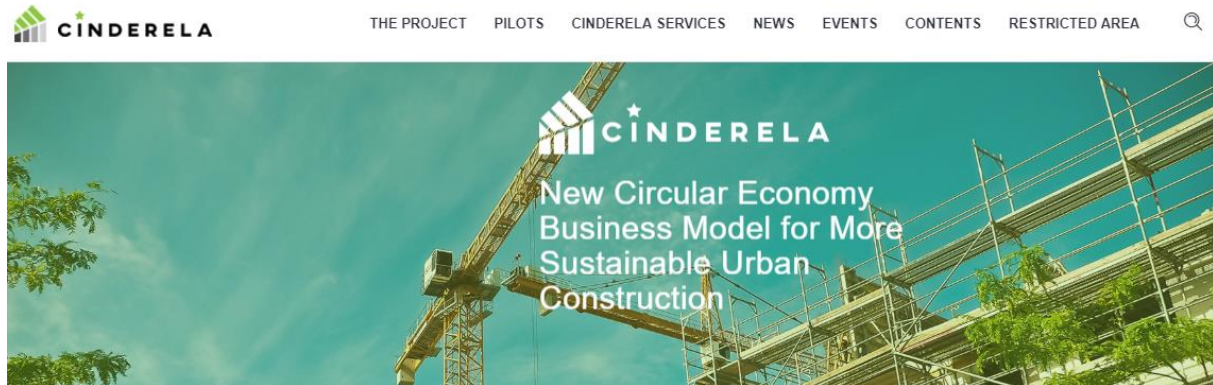 CINDERELA
THE PROJECT
PILOTS
CINDERELA SERVICES
NEWS
EVENTS
CONTENTS
RESTRICTED AREA
CINDERELA
New Circular Economy
Business Model for More
Sustainable Urban
Construction